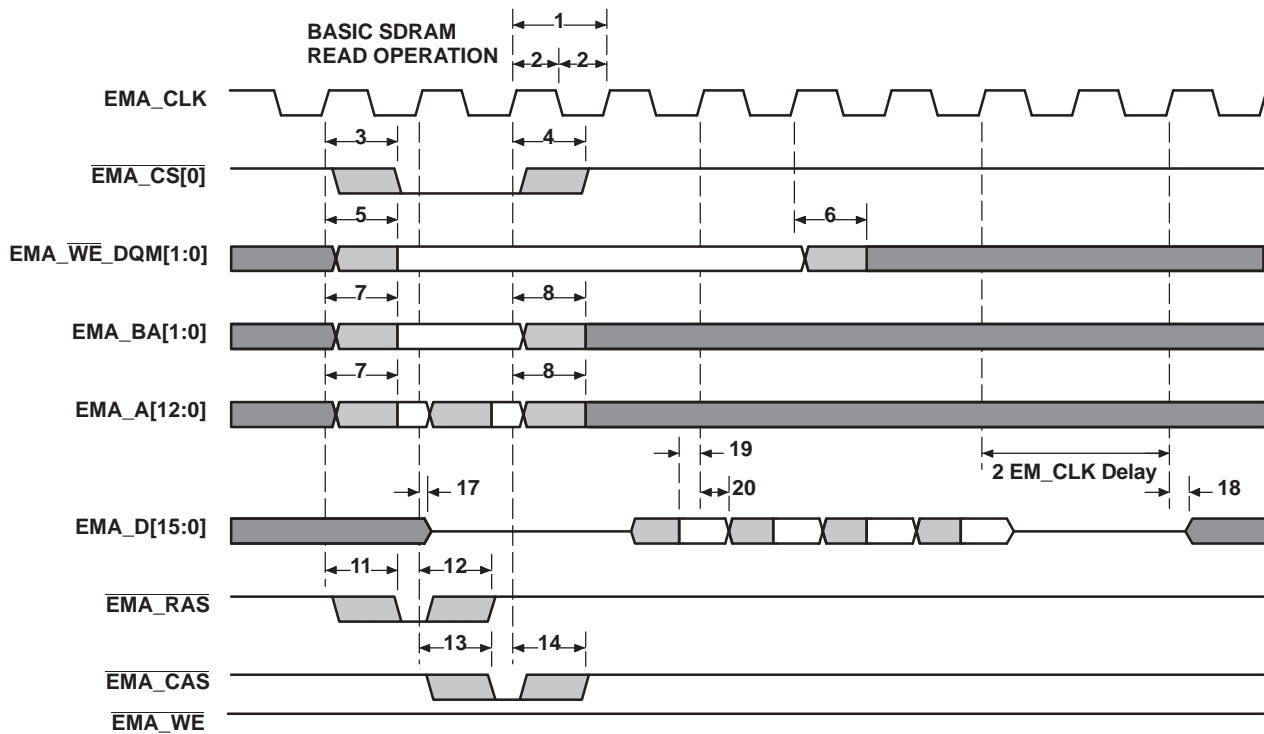 BASIC SDRAM
READ OPERATION
1
2 2
EMA_CLK
3 4
EMA_CS[0]
5 6
EMA_WE_DQM[1:0]
7 8
EMA_BA[1:0]
7 8
EMA_A[12:0]
19
2 EM_CLK Delay
17 20 18
EMA_D[15:0]
11 12
EMA_RAS
13 14
EMA_CAS
EMA_WE